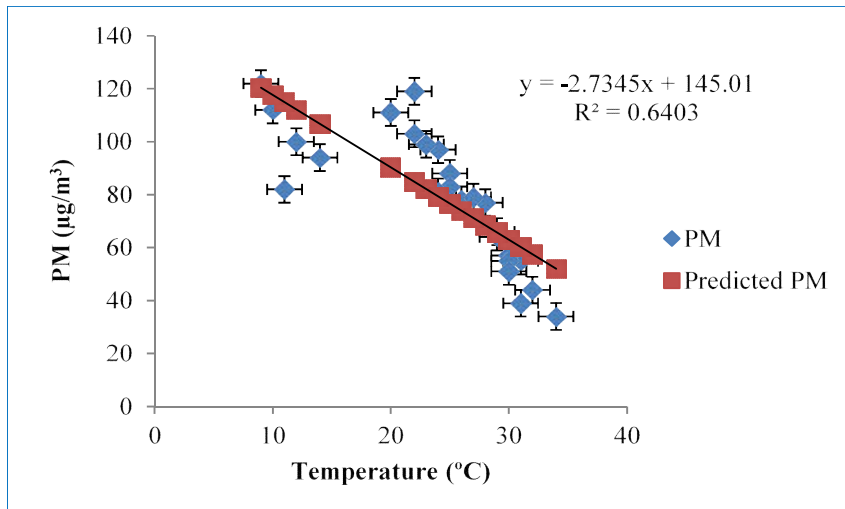 140
120
100
80
60
40
20
0
PM (µg/m³)
y = -2.7345x + 145.01
R² = 0.6403
PM
Predicted PM
0 10 20 30 40
Temperature (ºC)